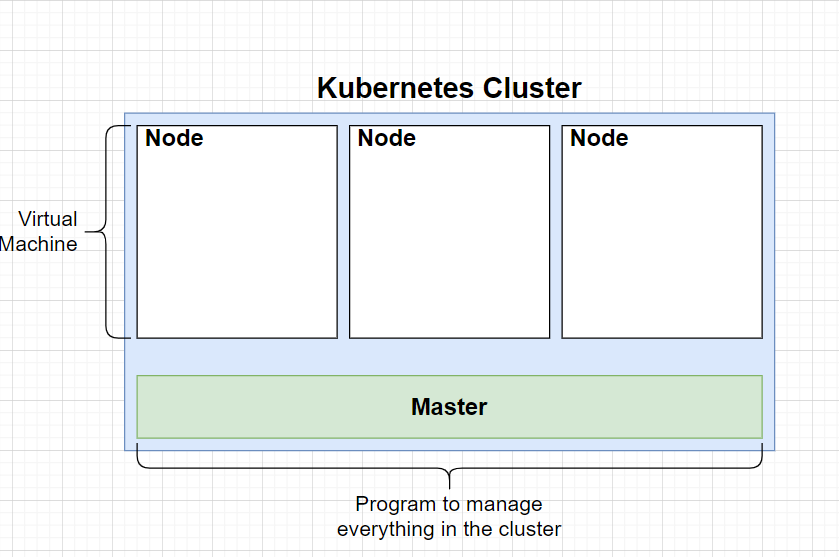 Kubernetes Cluster
Node
Node
Node
Virtual
Machine
Master
Program to manage
everything in the cluster